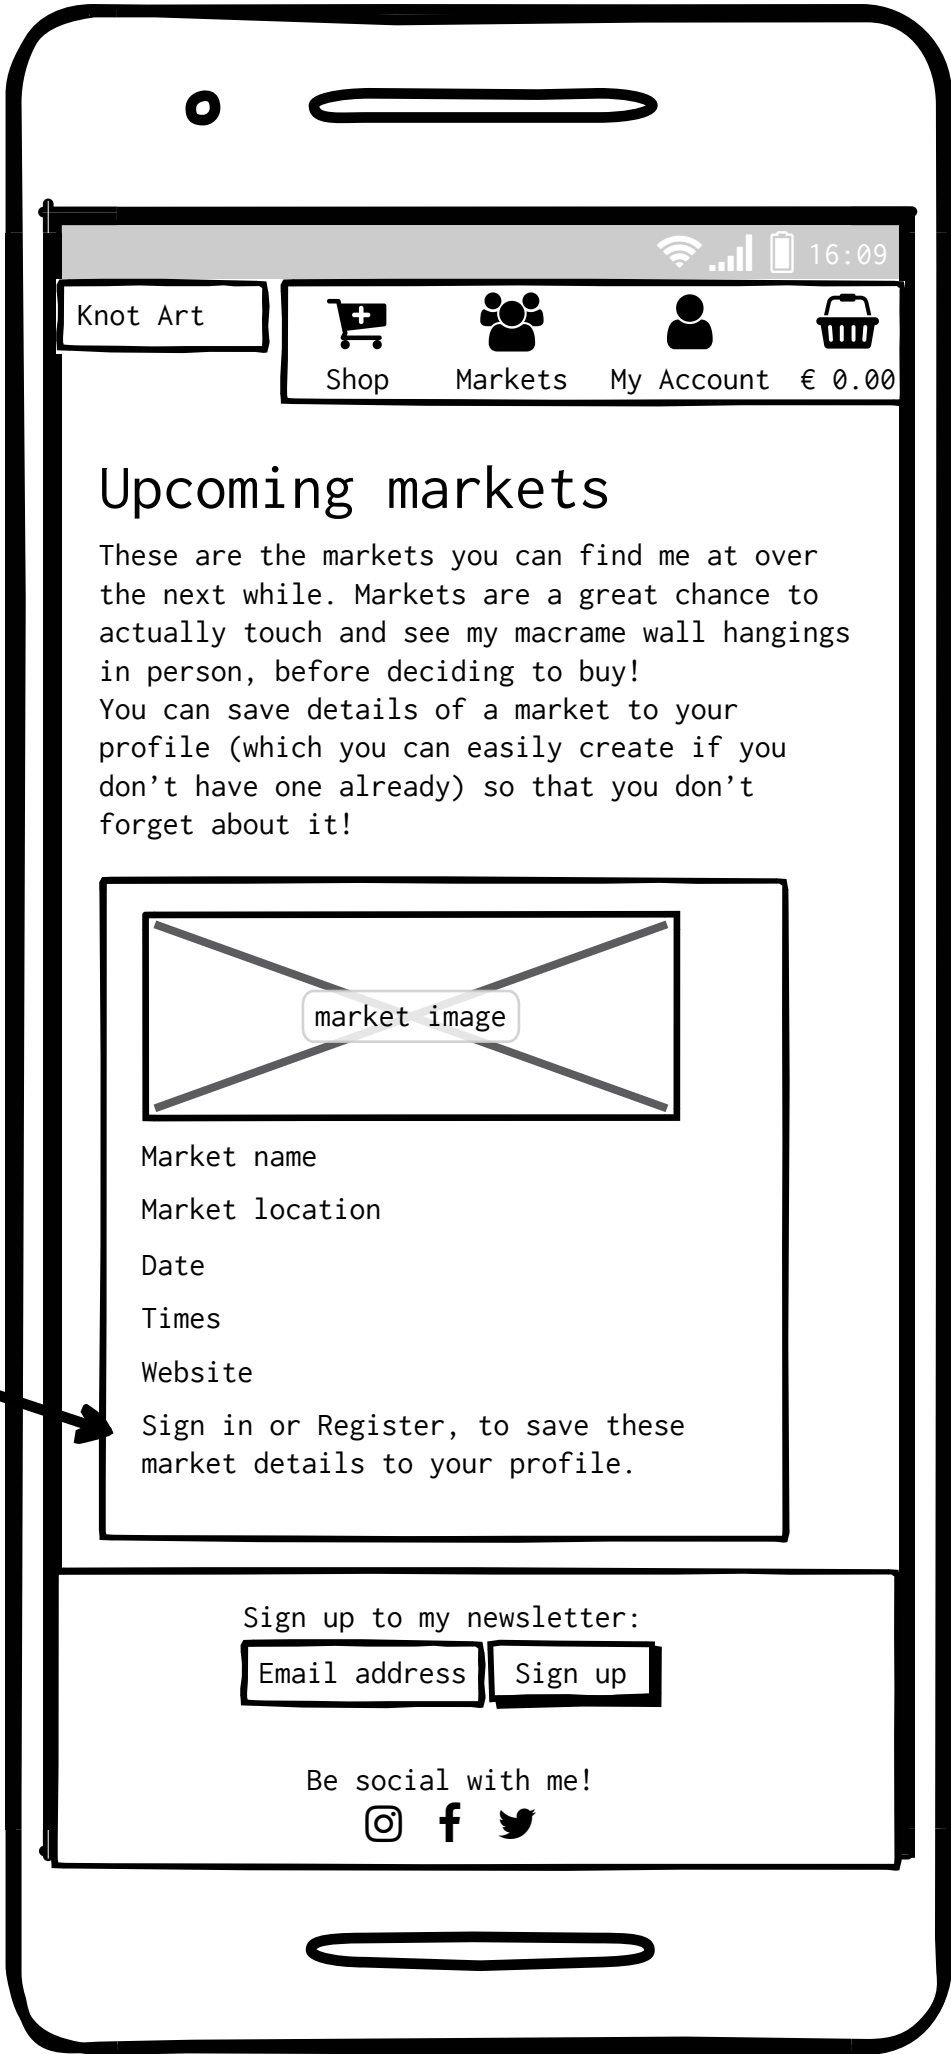 16:09
Knot Art
Shop
Markets
My Account
€ 0.00
Upcoming markets
These are the markets you can find me at over
the next while. Markets are a great chance to
actually touch and see my macrame wall hangings
in person, before deciding to buy!
You can save details of a market to your
profile (which you can easily create if you
don’t have one already) so that you don’t
forget about it!
market image
Market name
Market location
Date
Times
Website
Sign in or Register, to save these
market details to your profile.
Sign up to my newsletter:
Email address
Sign up
Be social with me!